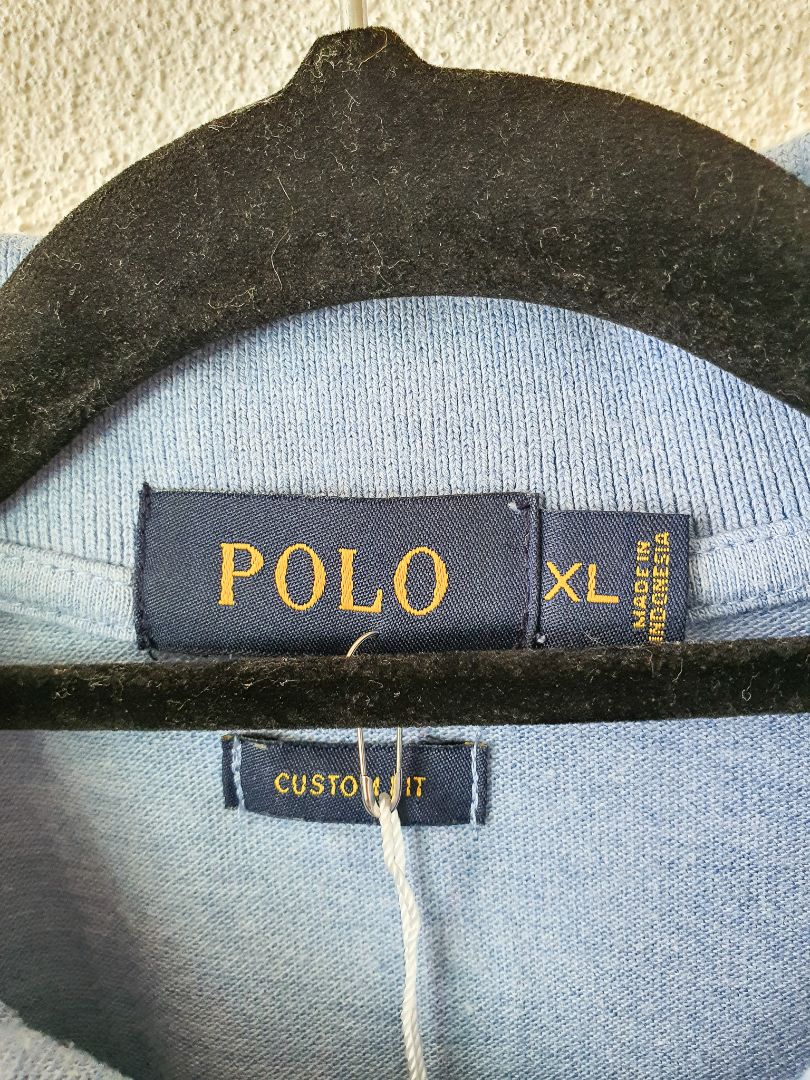 POLO
XL
MADE IN
INDONESIA
CUSTOM FIT